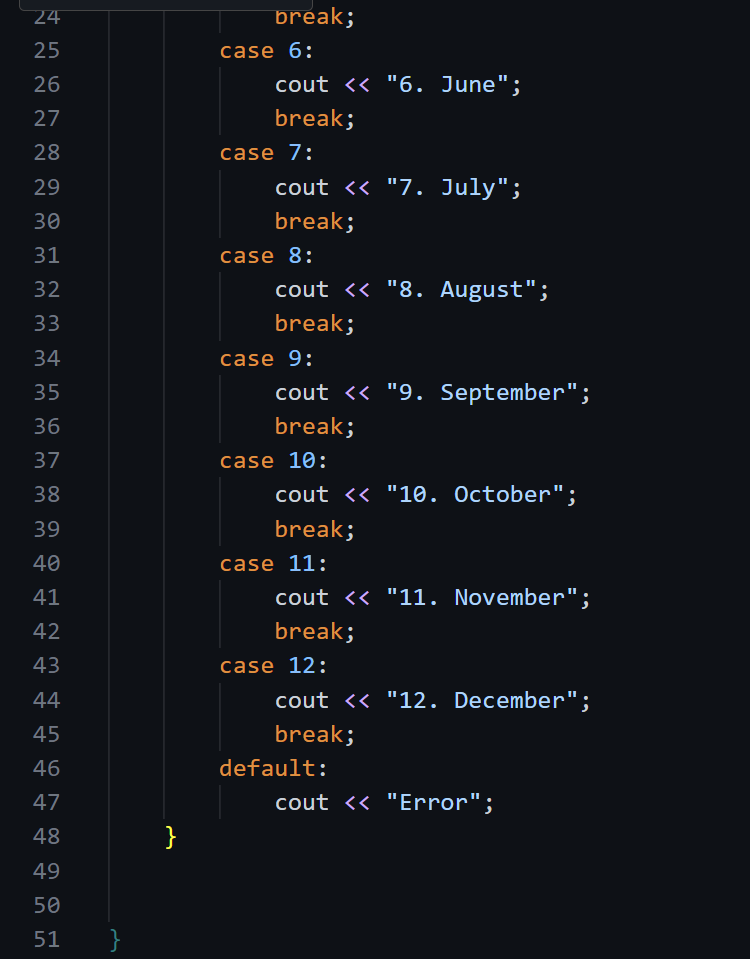 24 break;
25 case 6:
26 cout << "6. June";
27 break;
28 case 7:
29 cout << "7. July";
30 break;
31 case 8:
32 cout << "8. August";
33 break;
34 case 9:
35 cout << "9. September";
36 break;
37 case 10:
38 cout << "10. October";
39 break;
40 case 11:
41 cout << "11. November";
42 break;
43 case 12:
44 cout << "12. December";
45 break;
46 default:
47 cout << "Error";
48 }
49
50
51 }